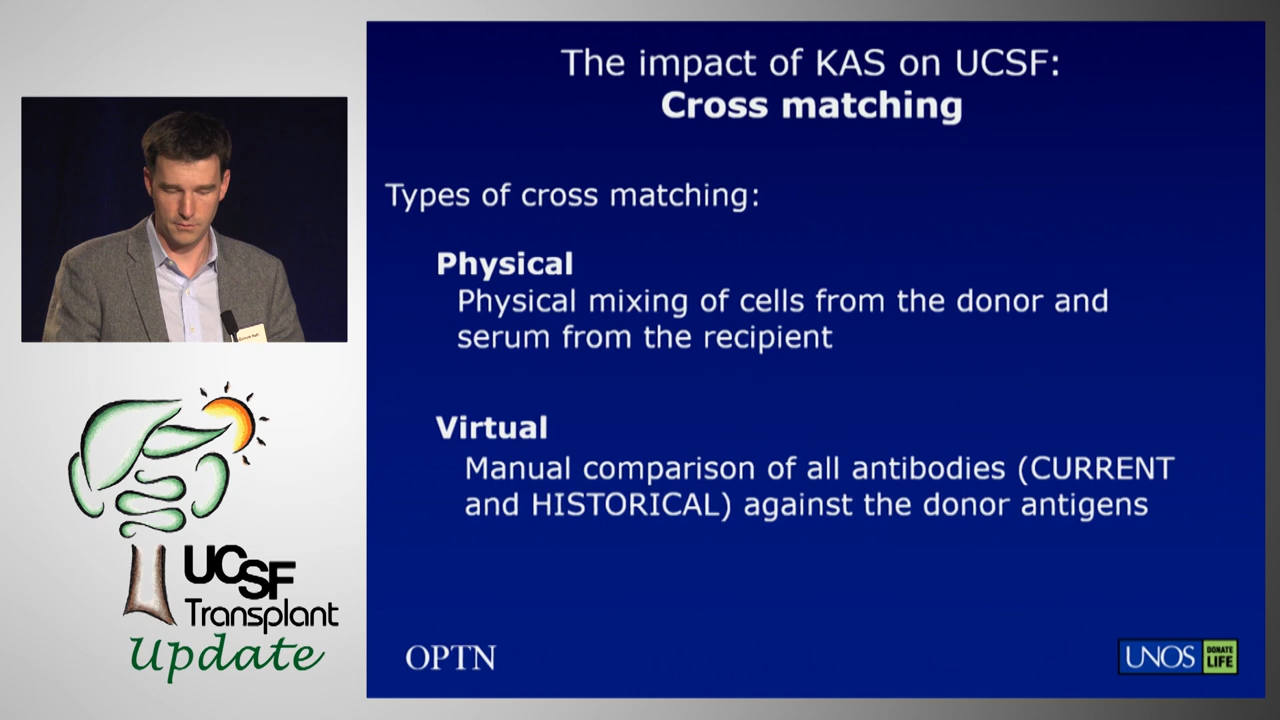 The impact of KAS on UCSF:
Cross matching
Types of cross matching:
Physical
Physical mixing of cells from the donor and
serum from the recipient
Virtual
Manual comparison of all antibodies (CURRENT
and HISTORICAL) against the donor antigens
OPTN
UNOS
DONATE
LIFE
UCSF
Transplant
Update